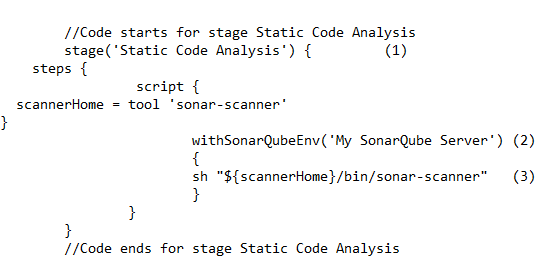 //Code starts for stage Static Code Analysis
stage('Static Code Analysis') { (1)
steps {
script {
scannerHome = tool 'sonar-scanner'
}
withSonarQubeEnv('My SonarQube Server') (2)
{
sh "${scannerHome}/bin/sonar-scanner" (3)
}
}
}
//Code ends for stage Static Code Analysis